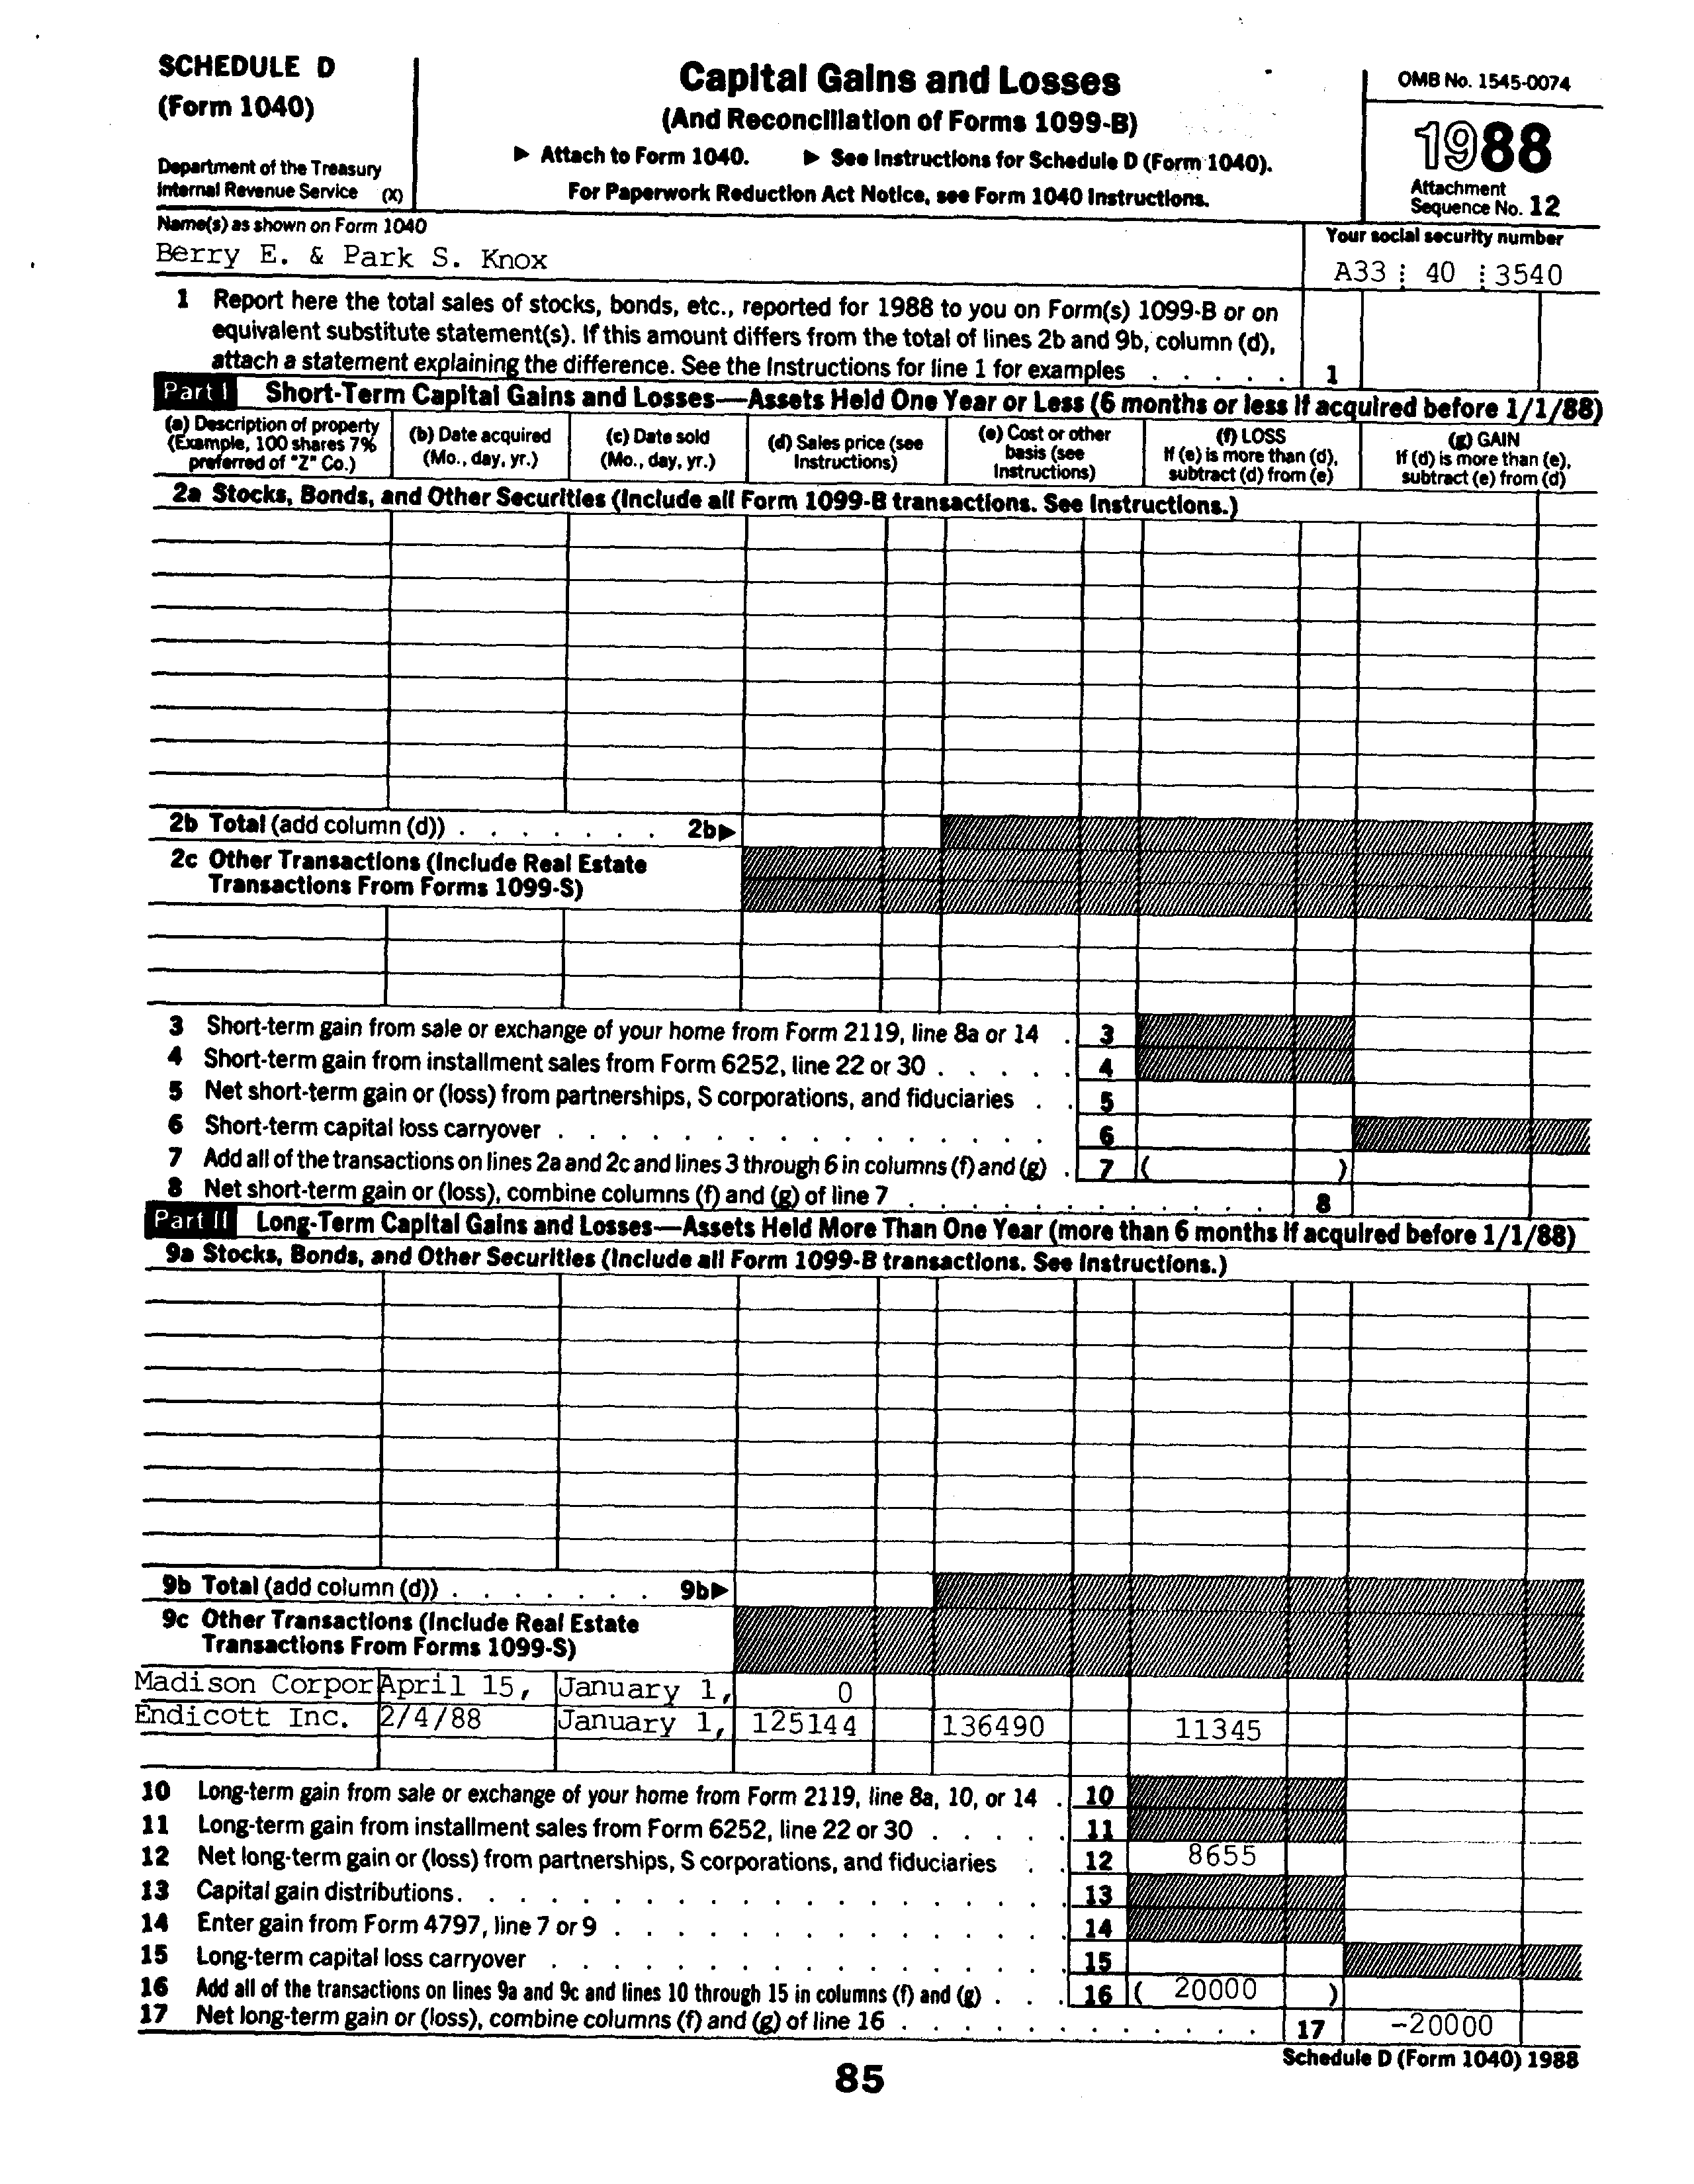 SCHEDULE D
(Form 1040)
Department of the Treasury
Internal Revenue Service (X)
Capital Gains and Losses
(And Reconciliation of Forms 1099-B)
▶ Attach to Form 1040. ▶ See Instructions for Schedule D (Form 1040).
For Paperwork Reduction Act Notice, see Form 1040 Instructions.
OMB No. 1545-0074
1988
Attachment
Sequence No. 12
Name(s) as shown on Form 1040
Berry E. & Park S. Knox
Your social security number
A33 40 3540
1 Report here the total sales of stocks, bonds, etc., reported for 1988 to you on Form(s) 1099-B or on
equivalent substitute statement(s). If this amount differs from the total of lines 2b and 9b, column (d),
attach a statement explaining the difference. See the Instructions for line 1 for examples . . . . . 1
Part I Short-Term Capital Gains and Losses—Assets Held One Year or Less (6 months or less if acquired before 1/1/88)
(a) Description of property
(Example, 100 shares 7%
preferred of "Z" Co.)
(b) Date acquired
(Mo., day, yr.)
(c) Date sold
(Mo., day, yr.)
(d) Sales price (see
Instructions)
(e) Cost or other
basis (see
Instructions)
(f) LOSS
If (e) is more than (d),
subtract (d) from (e)
(g) GAIN
If (d) is more than (e),
subtract (e) from (d)
2a Stocks, Bonds, and Other Securities (Include all Form 1099-B transactions. See Instructions.)
2b Total (add column (d)) . . . . . . . 2b▶
2c Other Transactions (Include Real Estate
Transactions From Forms 1099-S)
3 Short-term gain from sale or exchange of your home from Form 2119, line 8a or 14 . 3
4 Short-term gain from installment sales from Form 6252, line 22 or 30 . . . . . 4
5 Net short-term gain or (loss) from partnerships, S corporations, and fiduciaries . . 5
6 Short-term capital loss carryover . . . . . . . . . . . . . . . . 6
7 Add all of the transactions on lines 2a and 2c and lines 3 through 6 in columns (f) and (g) . 7 ( )
8 Net short-term gain or (loss), combine columns (f) and (g) of line 7 . . . . . . . . . . . . 8
Part II Long-Term Capital Gains and Losses—Assets Held More Than One Year (more than 6 months if acquired before 1/1/88)
9a Stocks, Bonds, and Other Securities (Include all Form 1099-B transactions. See Instructions.)
9b Total (add column (d)) . . . . . . . 9b▶
9c Other Transactions (Include Real Estate
Transactions From Forms 1099-S)
Madison Corpor April 15, January 1, 0
Endicott Inc. 2/4/88 January 1, 125144 136490 11345
10 Long-term gain from sale or exchange of your home from Form 2119, line 8a, 10, or 14 . 10
11 Long-term gain from installment sales from Form 6252, line 22 or 30 . . . . . 11
12 Net long-term gain or (loss) from partnerships, S corporations, and fiduciaries . . 12 8655
13 Capital gain distributions. . . . . . . . . . . . . . . . . . . 13
14 Enter gain from Form 4797, line 7 or 9 . . . . . . . . . . . . . 14
15 Long-term capital loss carryover . . . . . . . . . . . . . . . . 15
16 Add all of the transactions on lines 9a and 9c and lines 10 through 15 in columns (f) and (g) . . . 16 ( 20000 )
17 Net long-term gain or (loss), combine columns (f) and (g) of line 16 . . . . . . . . . . . . 17 -20000
Schedule D (Form 1040) 1988
85